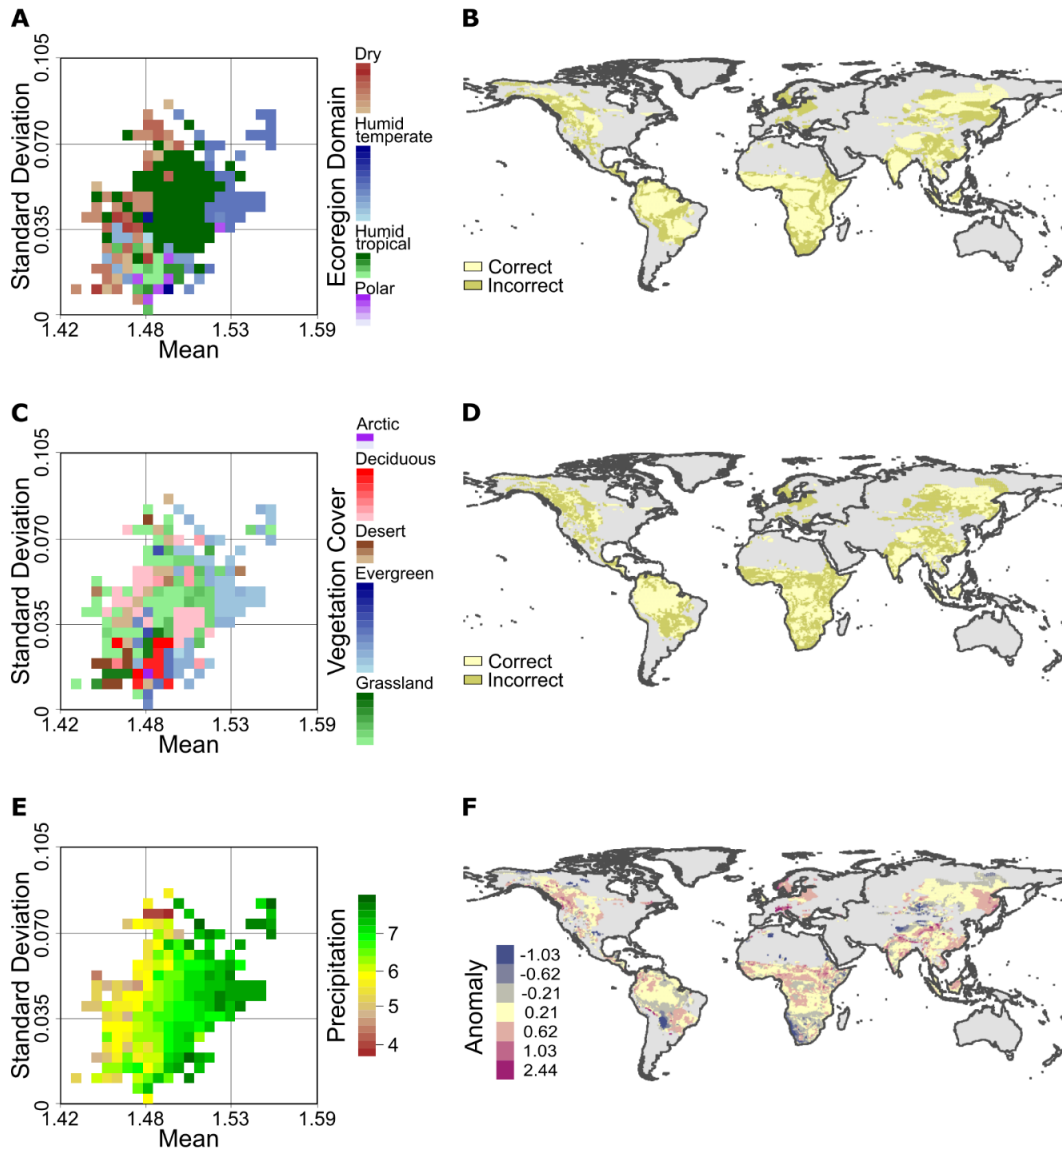 A
B
0.105
0.070
0.035
0
Standard Deviation
1.42
1.48
1.53
1.59
Mean
Ecoregion Domain
Dry
Humid
temperate
Humid
tropical
Polar
Correct
Incorrect
C
D
0.105
0.070
0.035
0
Standard Deviation
1.42
1.48
1.53
1.59
Mean
Vegetation Cover
Arctic
Deciduous
Desert
Evergreen
Grassland
Correct
Incorrect
E
F
0.105
0.070
0.035
0
Standard Deviation
1.42
1.48
1.53
1.59
Mean
Precipitation
7
6
5
4
Anomaly
-1.03
-0.62
-0.21
0.21
0.62
1.03
2.44